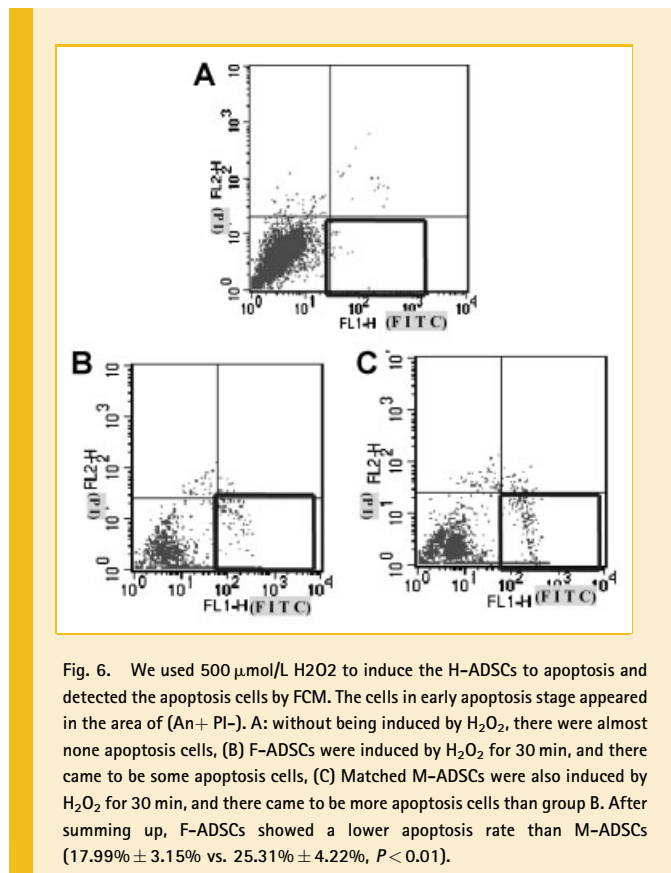 A
10
10³
10²
10¹
10⁰
FL2-H
(PI)
10⁰ 10¹ 10² 10³ 10⁴
FL1-H (FITC)
B
10
10³
10²
10¹
10⁰
FL2-H
(PI)
10⁰ 10¹ 10² 10³ 10⁴
FL1-H (FITC)
C
10
10³
10²
1
10⁰
FL2-H
(PI)
10⁰ 10¹ 10² 10³ 10⁴
FL1-H (FITC)
Fig. 6. We used 500 μmol/L H2O2 to induce the H-ADSCs to apoptosis and
detected the apoptosis cells by FCM. The cells in early apoptosis stage appeared
in the area of (An+ PI-). A: without being induced by H₂O₂, there were almost
none apoptosis cells, (B) F-ADSCs were induced by H₂O₂ for 30 min, and there
came to be some apoptosis cells, (C) Matched M-ADSCs were also induced by
H₂O₂ for 30 min, and there came to be more apoptosis cells than group B. After
summing up, F-ADSCs showed a lower apoptosis rate than M-ADSCs
(17.99% ± 3.15% vs. 25.31% ± 4.22%, P < 0.01).